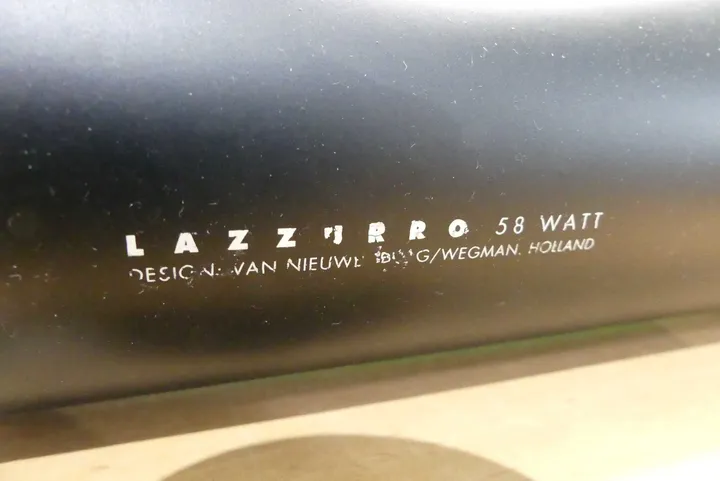 LAZZURRO 58 WATT
DESIGN: VAN /WEGMAN. HOLLAND